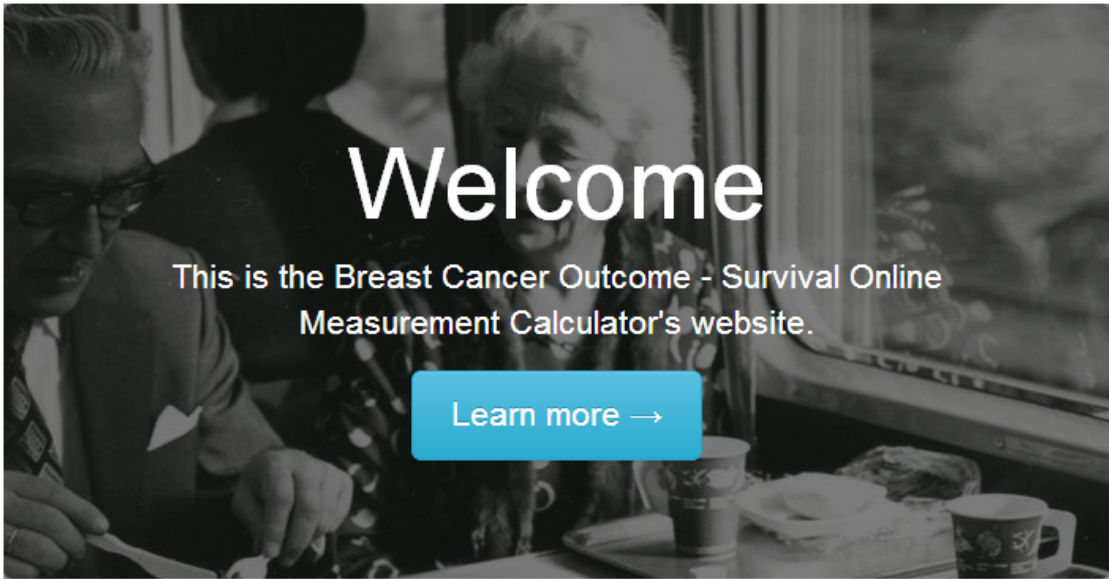 Welcome
This is the Breast Cancer Outcome - Survival Online
Measurement Calculator's website.
Learn more →